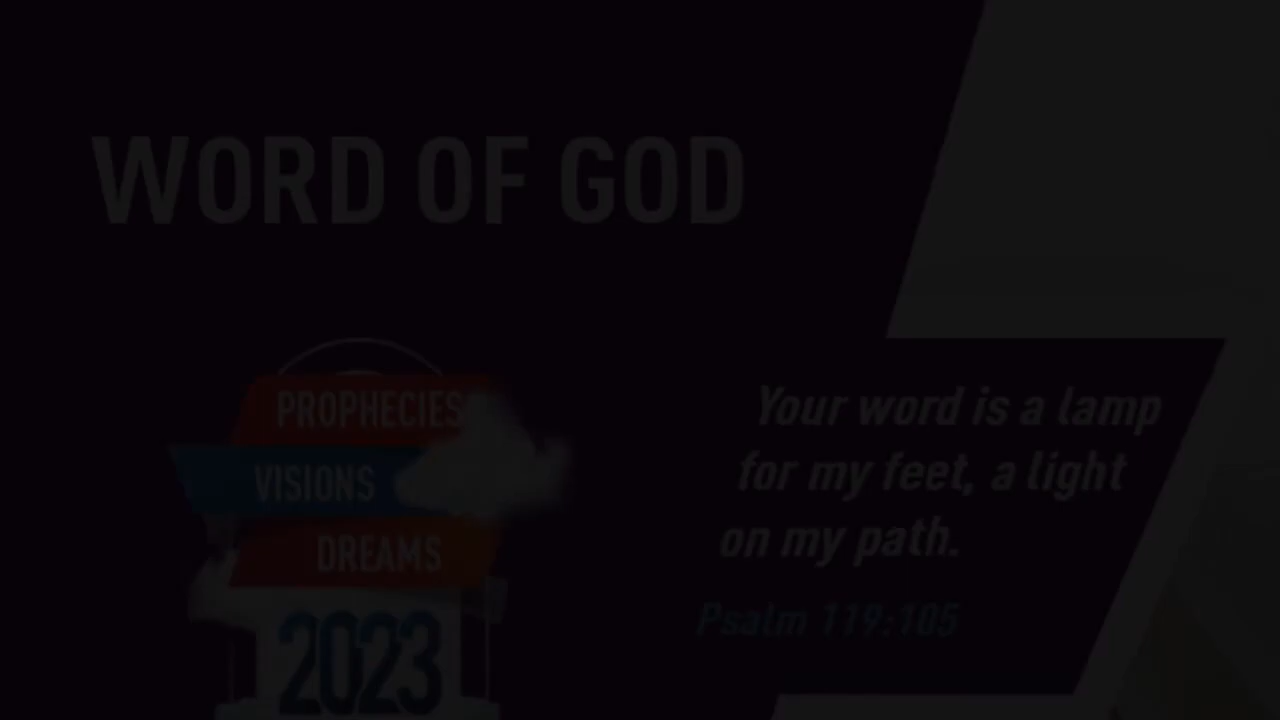 WORD OF GOD
PROPHECIES
VISIONS
DREAMS
2023
Your word is a lamp
for my feet, a light
on my path.
Psalm 119:105